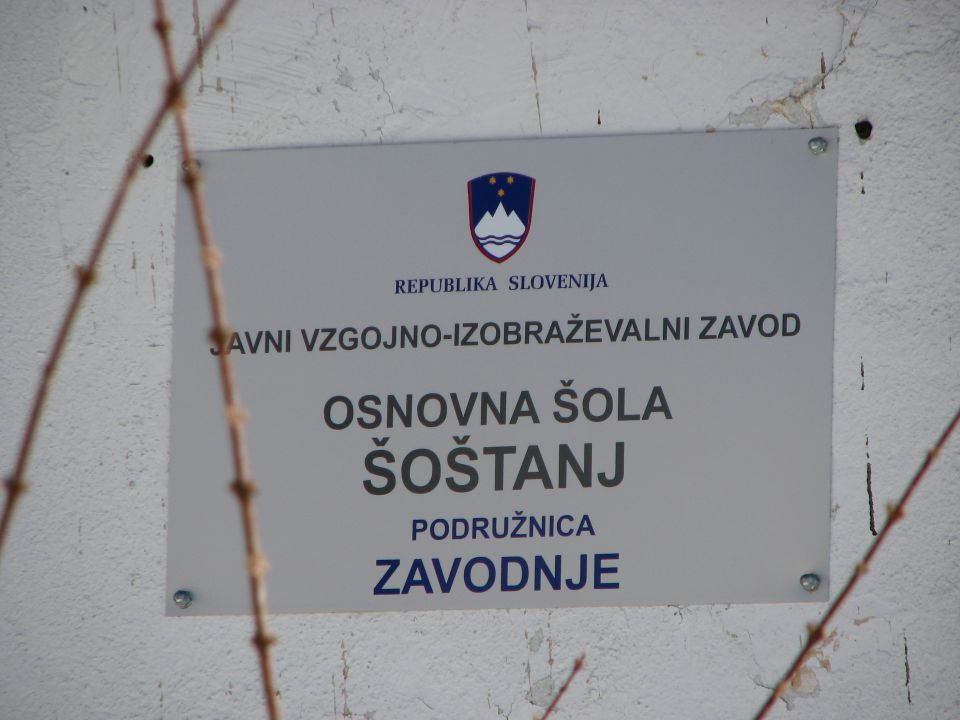 REPUBLIKA SLOVENIJA
JAVNI VZGOJNO-IZOBRAŽEVALNI ZAVOD
OSNOVNA ŠOLA
ŠOŠTANJ
PODRUŽNICA
ZAVODNJE